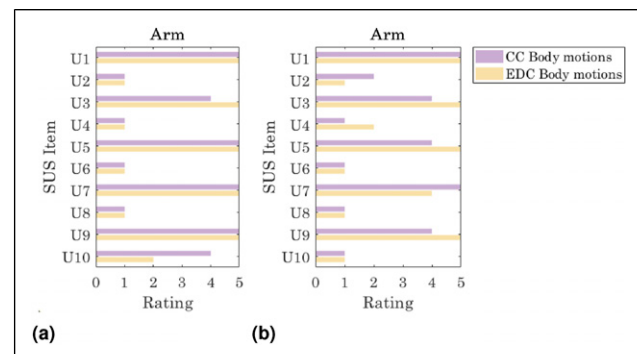 Arm
Arm
CC Body motions
EDC Body motions
SUS Item
U1
U2
U3
U4
U5
U6
U7
U8
U9
U10
0 1 2 3 4 5
Rating
(a)
SUS Item
U1
U2
U3
U4
U5
U6
U7
U8
U9
U10
0 1 2 3 4 5
Rating
(b)